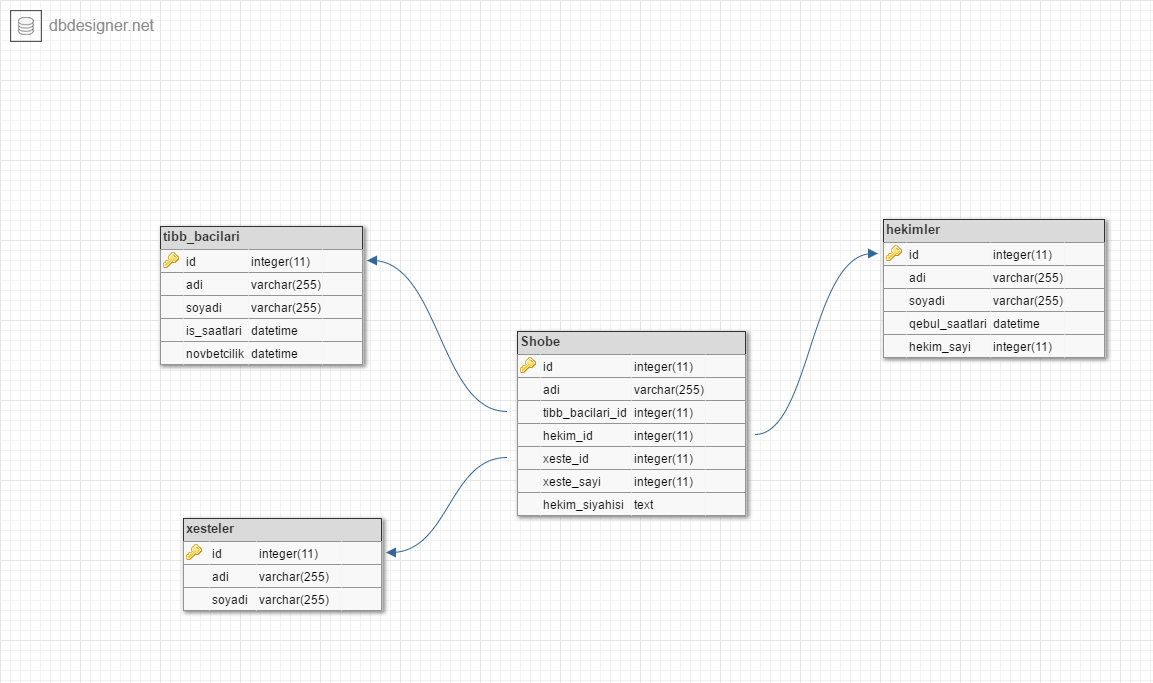 dbdesigner.net
tibb_bacilari
id integer(11)
adi varchar(255)
soyadi varchar(255)
is_saatlari datetime
novbetcilik datetime
Shobe
id integer(11)
adi varchar(255)
tibb_bacilari_id integer(11)
hekim_id integer(11)
xeste_id integer(11)
xeste_sayi integer(11)
hekim_siyahisi text
hekimler
id integer(11)
adi varchar(255)
soyadi varchar(255)
qebul_saatlari datetime
hekim_sayi integer(11)
xesteler
id integer(11)
adi varchar(255)
soyadi varchar(255)